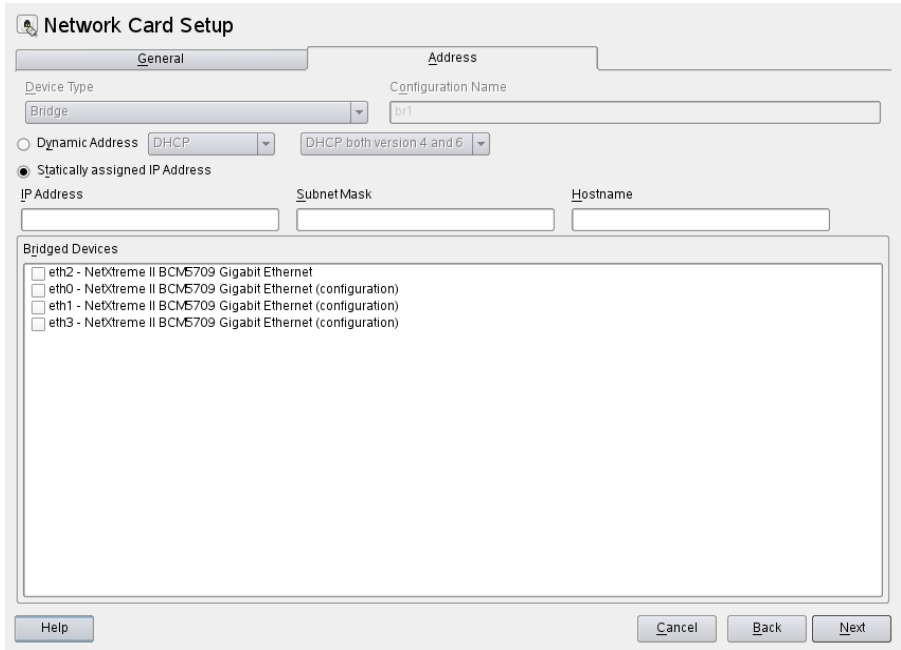 Network Card Setup
General Address
Device Type Configuration Name
Bridge br1
Dynamic Address DHCP DHCP both version 4 and 6
Statically assigned IP Address
IP Address Subnet Mask Hostname
Bridged Devices
eth2 - NetXtreme II BCM5709 Gigabit Ethernet
eth0 - NetXtreme II BCM5709 Gigabit Ethernet (configuration)
eth1 - NetXtreme II BCM5709 Gigabit Ethernet (configuration)
eth3 - NetXtreme II BCM5709 Gigabit Ethernet (configuration)
Help Cancel Back Next